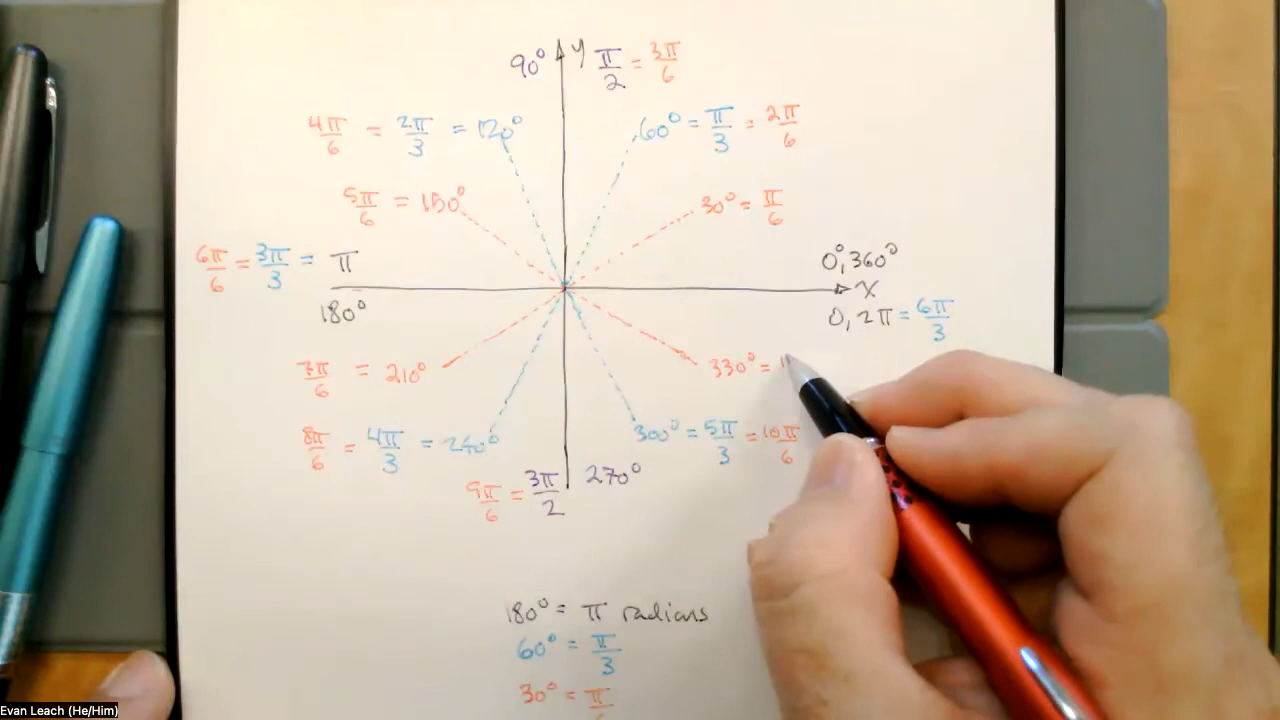 90° y π/2 = 3π/6
4π/6 = 2π/3 = 120°
60° = π/3 = 2π/6
5π/6 = 150°
30° = π/6
6π/6 = 3π/3 = π
180°
0°, 360°
x
0, 2π = 6π/3
7π/6 = 210°
330° = 1
8π/6 = 4π/3 = 240°
300° = 5π/3 = 10π/6
9π/6 = 3π/2 270°
180° = π radians
60° = π/3
30° = π/6
Evan Leach (He/Him)